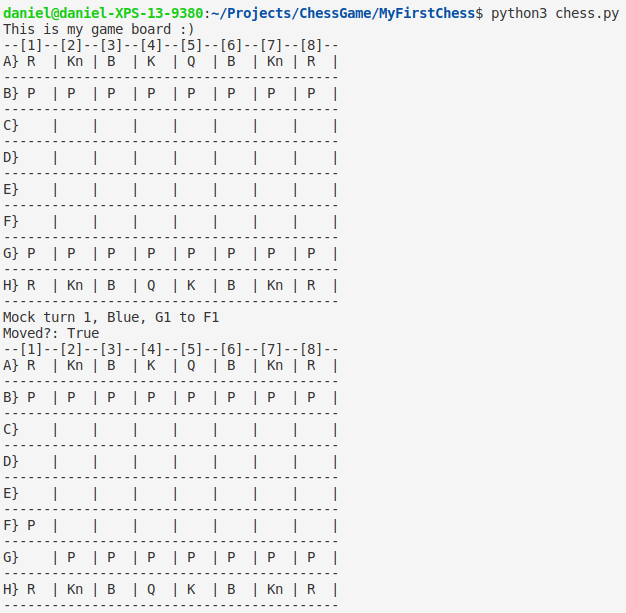 daniel@daniel-XPS-13-9380:~/Projects/ChessGame/MyFirstChess$ python3 chess.py
This is my game board :)
--[1]--[2]--[3]--[4]--[5]--[6]--[7]--[8]--
A} R  | Kn | B  | K  | Q  | B  | Kn | R  |
------------------------------------------
B} P  | P  | P  | P  | P  | P  | P  | P  |
------------------------------------------
C}    |    |    |    |    |    |    |    |
------------------------------------------
D}    |    |    |    |    |    |    |    |
------------------------------------------
E}    |    |    |    |    |    |    |    |
------------------------------------------
F}    |    |    |    |    |    |    |    |
------------------------------------------
G} P  | P  | P  | P  | P  | P  | P  | P  |
------------------------------------------
H} R  | Kn | B  | Q  | K  | B  | Kn | R  |
------------------------------------------
Mock turn 1, Blue, G1 to F1
Moved?: True
--[1]--[2]--[3]--[4]--[5]--[6]--[7]--[8]--
A} R  | Kn | B  | K  | Q  | B  | Kn | R  |
------------------------------------------
B} P  | P  | P  | P  | P  | P  | P  | P  |
------------------------------------------
C}    |    |    |    |    |    |    |    |
------------------------------------------
D}    |    |    |    |    |    |    |    |
------------------------------------------
E}    |    |    |    |    |    |    |    |
------------------------------------------
F} P  |    |    |    |    |    |    |    |
------------------------------------------
G}    | P  | P  | P  | P  | P  | P  | P  |
------------------------------------------
H} R  | Kn | B  | Q  | K  | B  | Kn | R  |
------------------------------------------